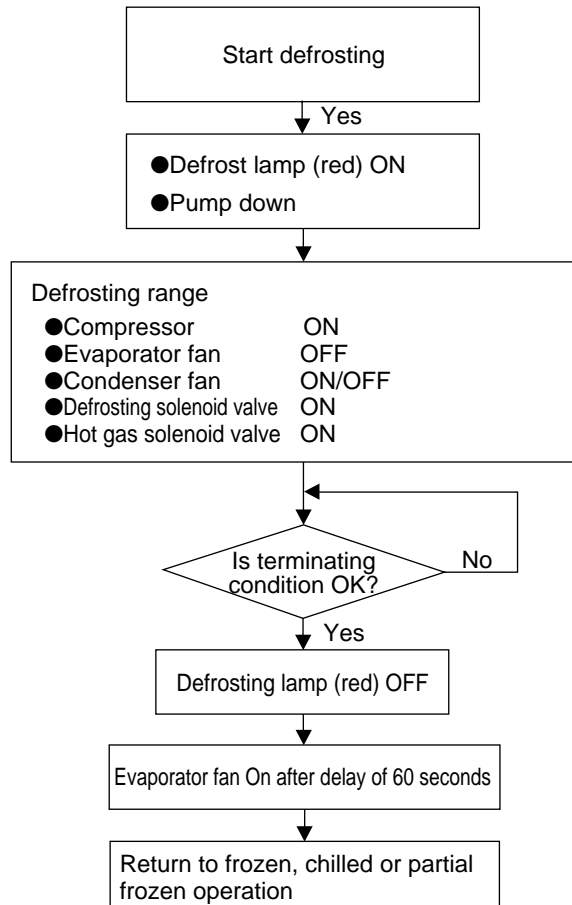 Start defrosting
Yes
●Defrost lamp (red) ON
●Pump down
Defrosting range
●Compressor ON
●Evaporator fan OFF
●Condenser fan ON/OFF
●Defrosting solenoid valve ON
●Hot gas solenoid valve ON
Is terminating
condition OK?
No
Yes
Defrosting lamp (red) OFF
Evaporator fan On after delay of 60 seconds
Return to frozen, chilled or partial
frozen operation